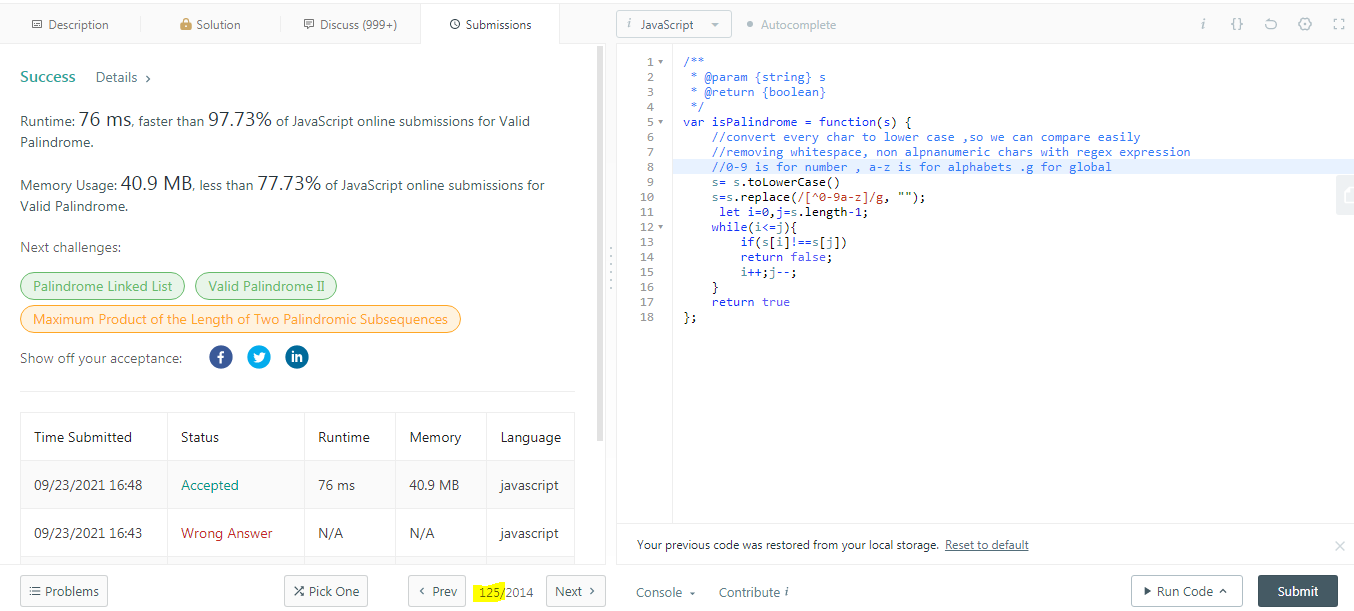 Description
Solution
Discuss (999+)
Submissions
i JavaScript
Autocomplete
i {}
Success Details >
Runtime: 76 ms, faster than 97.73% of JavaScript online submissions for Valid
Palindrome.
Memory Usage: 40.9 MB, less than 77.73% of JavaScript online submissions for
Valid Palindrome.
Next challenges:
Palindrome Linked List
Valid Palindrome II
Maximum Product of the Length of Two Palindromic Subsequences
Show off your acceptance: f in
Time Submitted Status Runtime Memory Language
09/23/2021 16:48 Accepted 76 ms 40.9 MB javascript
09/23/2021 16:43 Wrong Answer N/A N/A javascript
Problems
Pick One
< Prev
125/2014
Next >
1 /**
2 * @param {string} s
3 * @return {boolean}
4 */
5 var isPalindrome = function(s) {
6 //convert every char to lower case ,so we can compare easily
7 //removing whitespace, non alpnanumeric chars with regex expression
8 //0-9 is for number , a-z is for alphabets .g for global
9 s= s.toLowerCase()
10 s=s.replace(/[^0-9a-z]/g, "");
11 let i=0,j=s.length-1;
12 while(i<=j){
13 if(s[i]!==s[j])
14 return false;
15 i++;j--;
16 }
17 return true
18 };
Your previous code was restored from your local storage. Reset to default
Console
Contribute i
Run Code
Submit